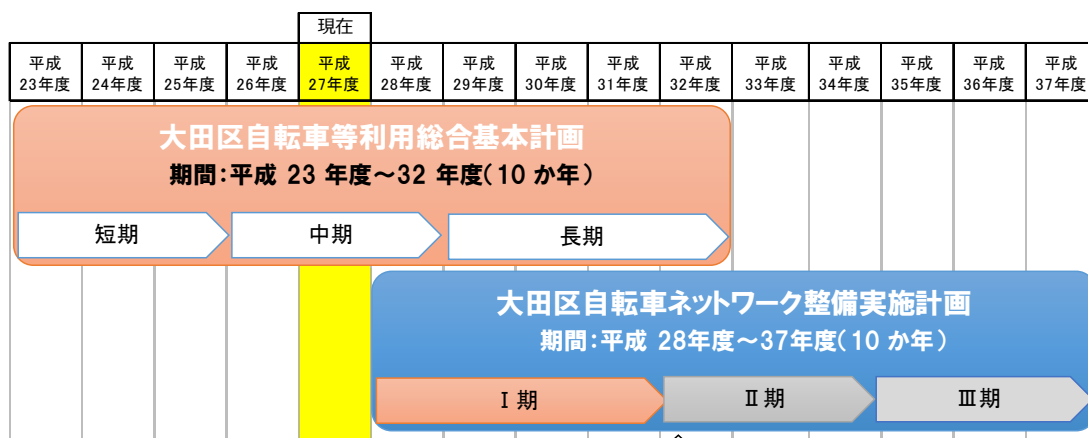 現在
平成 平成 平成 平成 平成 平成 平成 平成 平成 平成 平成 平成 平成 平成 平成
23年度 24年度 25年度 26年度 27年度 28年度 29年度 30年度 31年度 32年度 33年度 34年度 35年度 36年度 37年度
大田区自転車等利用総合基本計画
期間:平成 23 年度～32 年度(10 か年)
短期 中期 長期
大田区自転車ネットワーク整備実施計画
期間:平成 28年度～37年度(10 か年)
Ⅰ期 Ⅱ期 Ⅲ期